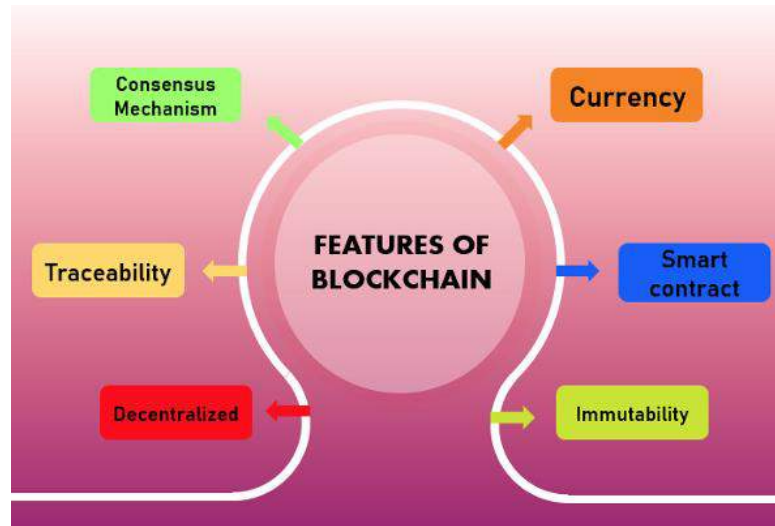 Consensus
Mechanism
Currency
FEATURES OF
BLOCKCHAIN
Traceability
Smart
contract
Decentralized
Immutability